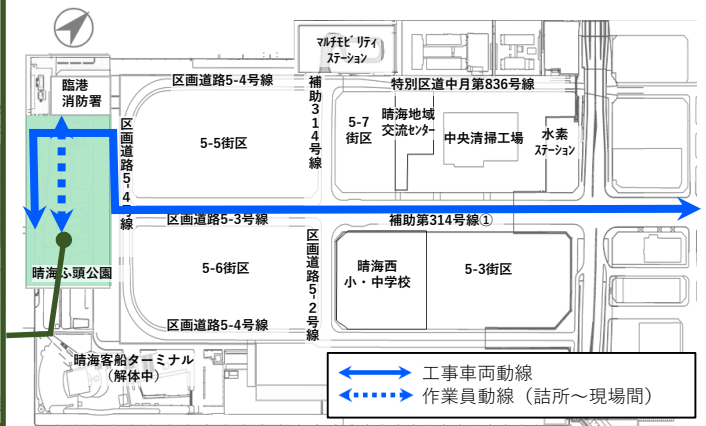 マルチモビリティ
ステーション
臨港
消防署
区画道路5-4号線
補助314号線
特別区道中月第836号線
区画道路5-4号線
5-5街区
5-7
街区
晴海地域
交流センター
中央清掃工場
水素
ステーション
区画道路5-3号線
補助第314号線①
晴海ふ頭公園
5-6街区
区画道路5-2号線
晴海西
小・中学校
5-3街区
区画道路5-4号線
晴海客船ターミナル
（解体中）
工事車両動線
作業員動線（詰所～現場間）